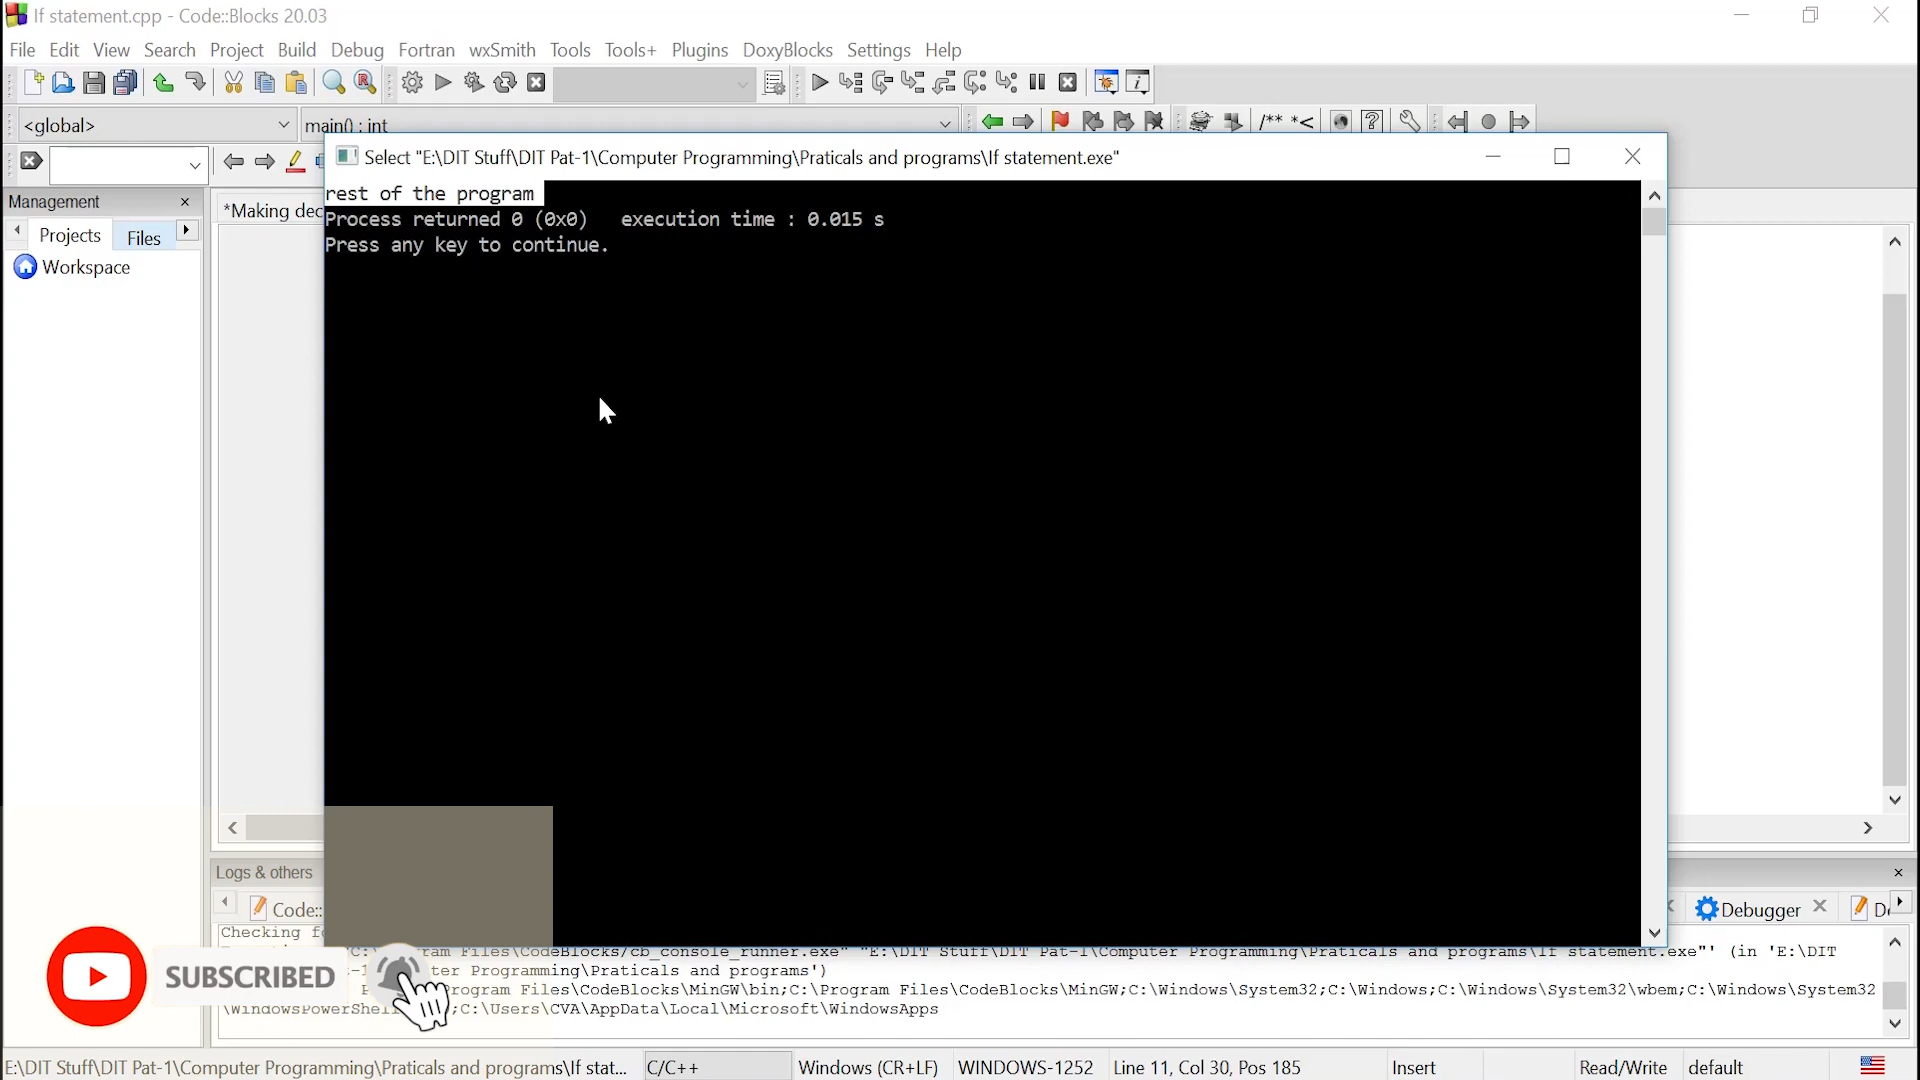 If statement.cpp - Code::Blocks 20.03
File Edit View Search Project Build Debug Fortran wxSmith Tools Tools+ Plugins DoxyBlocks Settings Help
<global>
main() : int
/** *<
Select "E:\DIT Stuff\DIT Pat-1\Computer Programming\Praticals and programs\If statement.exe"
Management
*Making dec
rest of the program
Process returned 0 (0x0)   execution time : 0.015 s
Press any key to continue.
Projects
Files
Workspace
Logs & others
Code::
Debugger
Checking fo
"C:\Program Files\CodeBlocks/cb_console_runner.exe" "E:\DIT Stuff\DIT Pat-1\Computer Programming\Praticals and programs\If statement.exe"' (in 'E:\DIT
ter Programming\Praticals and programs')
Program Files\CodeBlocks\MinGW\bin;C:\Program Files\CodeBlocks\MinGW;C:\Windows\System32;C:\Windows;C:\Windows\System32\wbem;C:\Windows\System32
\WindowsPowerShel ;C:\Users\CVA\AppData\Local\Microsoft\WindowsApps
SUBSCRIBED
E:\DIT Stuff\DIT Pat-1\Computer Programming\Praticals and programs\If stat...
C/C++
Windows (CR+LF)
WINDOWS-1252
Line 11, Col 30, Pos 185
Insert
Read/Write
default